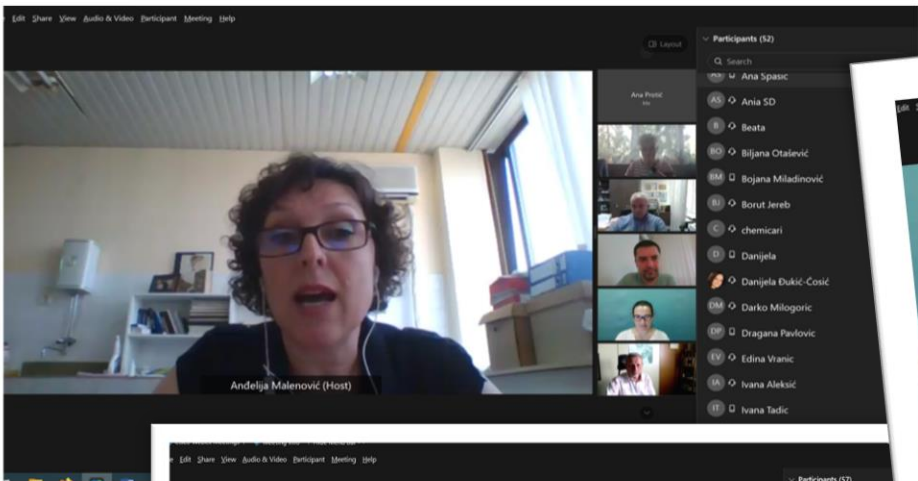 Edit Share View Audio & Video Participant Meeting Help
Layout
Participants (52)
Search
Ana Protić
AS Ana Spasic
AS Ania SD
B Beata
BO Biljana Otašević
BM Bojana Miladinović
BJ Borut Jereb
C chemicari
D Danijela
Danijela Đukić-Ćosić
DM Darko Milogoric
DP Dragana Pavlovic
EV Edina Vranic
IA Ivana Aleksić
IT Ivana Tadic
Anđelija Malenović (Host)
Edit
Edit Share View Audio & Video Participant Meeting Help
Participants (57)